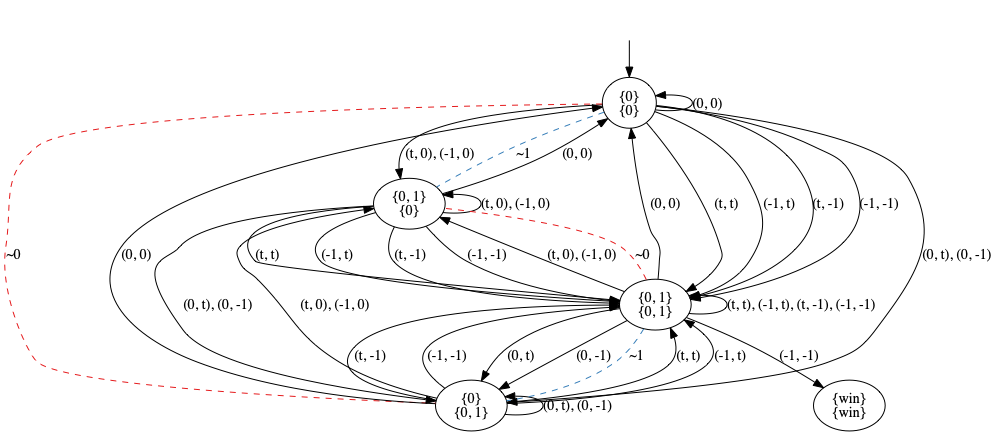 {0}
{0}
(0, 0)
(t, 0), (-1, 0)
~1
(0, 0)
{0, 1}
{0}
(t, 0), (-1, 0)
(0, 0)
(t, t)
(-1, t)
(t, -1)
(-1, -1)
~0
(0, 0)
(t, t)
(-1, t)
(t, -1)
(-1, -1)
(t, 0), (-1, 0)
~0
(0, t), (0, -1)
(0, t), (0, -1)
(t, 0), (-1, 0)
{0, 1}
{0, 1}
(t, t), (-1, t), (t, -1), (-1, -1)
(t, -1)
(-1, -1)
(0, t)
(0, -1)
~1
(t, t)
(-1, t)
(-1, -1)
{0}
{0, 1}
(0, t), (0, -1)
{win}
{win}